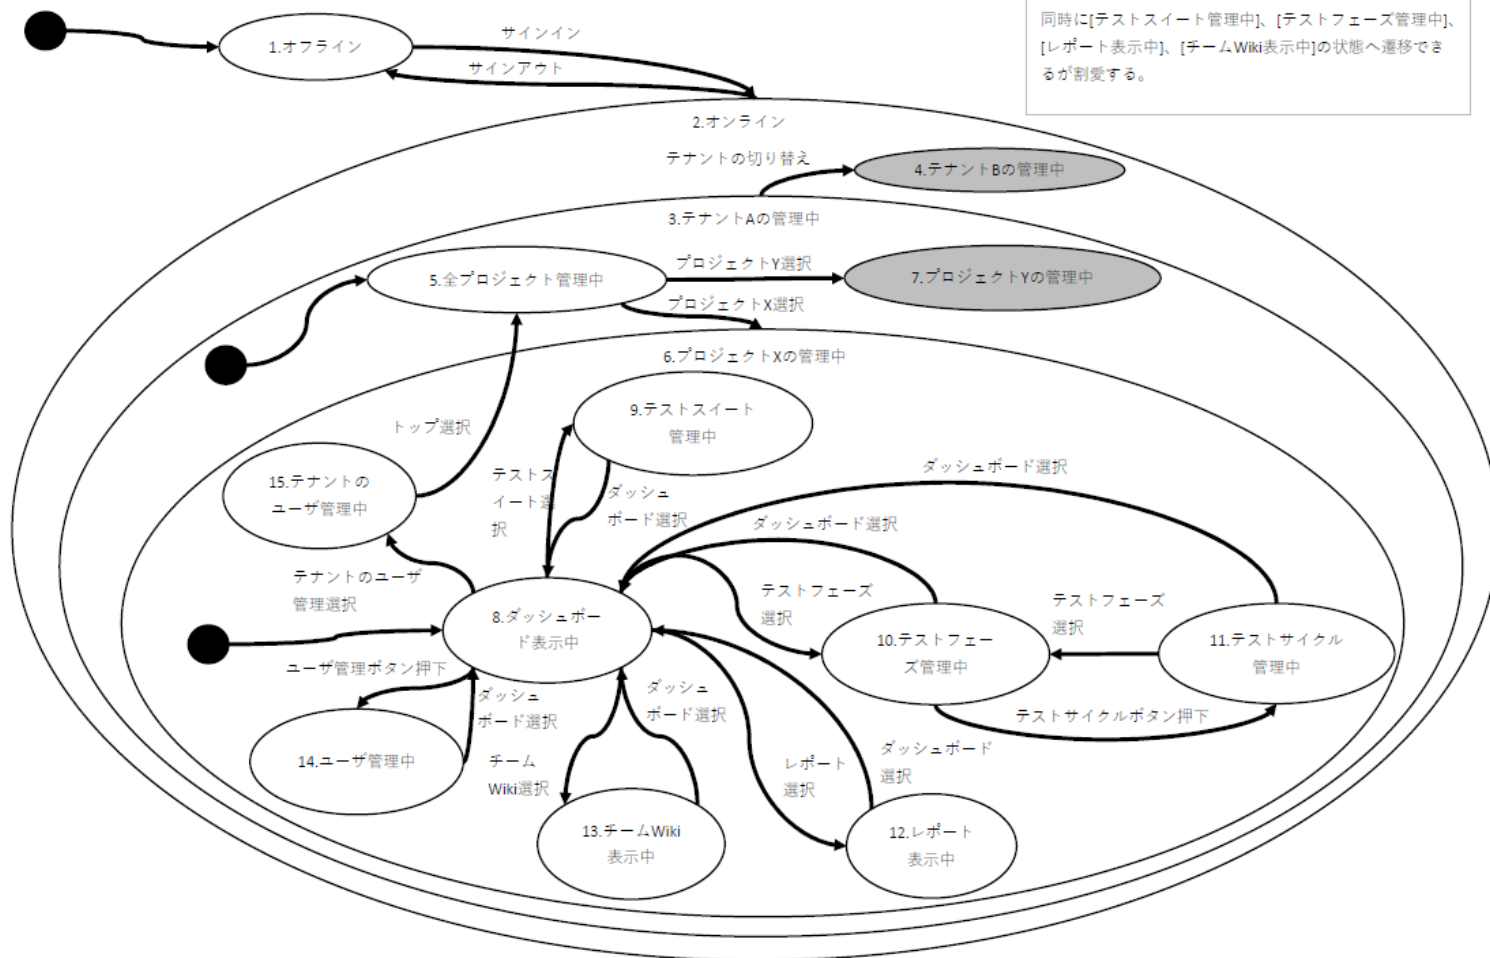 同時に[テストスイート管理中]、[テストフェーズ管理中]、
[レポート表示中]、[チームWiki表示中]の状態へ遷移でき
るが割愛する。
1.オフライン
サインイン
サインアウト
2.オンライン
テナントの切り替え
4.テナントBの管理中
3.テナントAの管理中
5.全プロジェクト管理中
プロジェクトY選択
7.プロジェクトYの管理中
プロジェクトX選択
6.プロジェクトXの管理中
9.テストスイート
管理中
トップ選択
15.テナントの
ユーザ管理中
テストス
イート選
択
ダッシュ
ボード選択
ダッシュボード選択
ダッシュボード選択
テナントのユーザ
管理選択
テストフェーズ
選択
テストフェーズ
選択
8.ダッシュボー
ド表示中
10.テストフェー
ズ管理中
11.テストサイクル
管理中
ユーザ管理ボタン押下
ダッシュ
ボード選択
ダッシュ
ボード選択
テストサイクルボタン押下
14.ユーザ管理中
チーム
Wiki選択
レポート
選択
ダッシュボード
選択
13.チームWiki
表示中
12.レポート
表示中